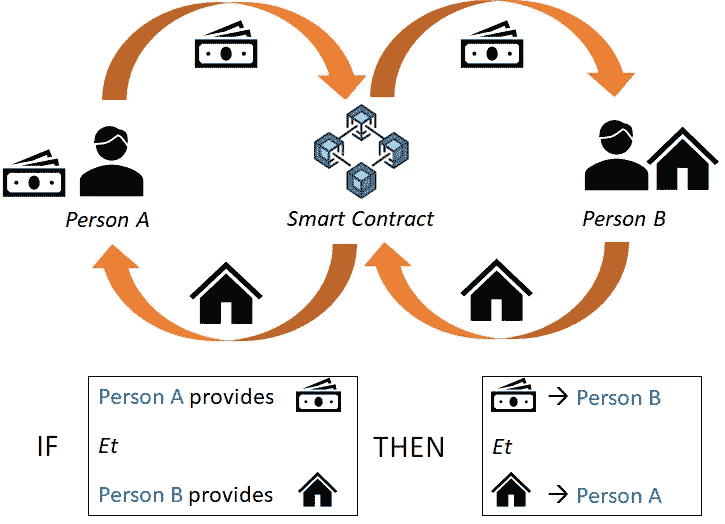 Person A
Smart Contract
Person B
IF
Person A provides
Et
Person B provides
THEN
→ Person B
Et
→ Person A